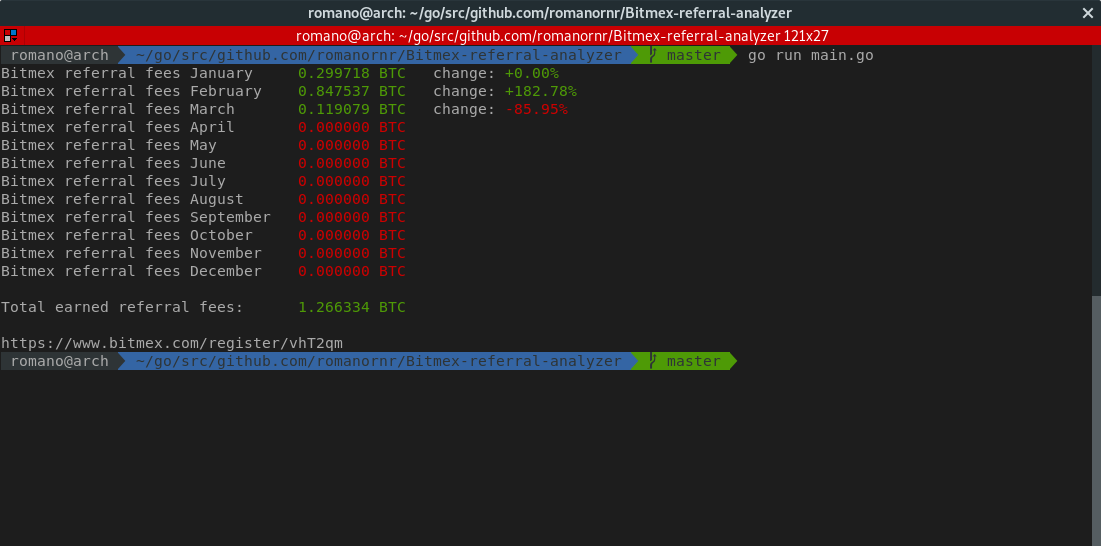 romano@arch: ~/go/src/github.com/romanornr/Bitmex-referral-analyzer
romano@arch: ~/go/src/github.com/romanornr/Bitmex-referral-analyzer 121x27
romano@arch ~/go/src/github.com/romanornr/Bitmex-referral-analyzer master go run main.go
Bitmex referral fees January 0.299718 BTC change: +0.00%
Bitmex referral fees February 0.847537 BTC change: +182.78%
Bitmex referral fees March 0.119079 BTC change: -85.95%
Bitmex referral fees April 0.000000 BTC
Bitmex referral fees May 0.000000 BTC
Bitmex referral fees June 0.000000 BTC
Bitmex referral fees July 0.000000 BTC
Bitmex referral fees August 0.000000 BTC
Bitmex referral fees September 0.000000 BTC
Bitmex referral fees October 0.000000 BTC
Bitmex referral fees November 0.000000 BTC
Bitmex referral fees December 0.000000 BTC
Total earned referral fees: 1.266334 BTC
https://www.bitmex.com/register/vhT2qm
romano@arch ~/go/src/github.com/romanornr/Bitmex-referral-analyzer master